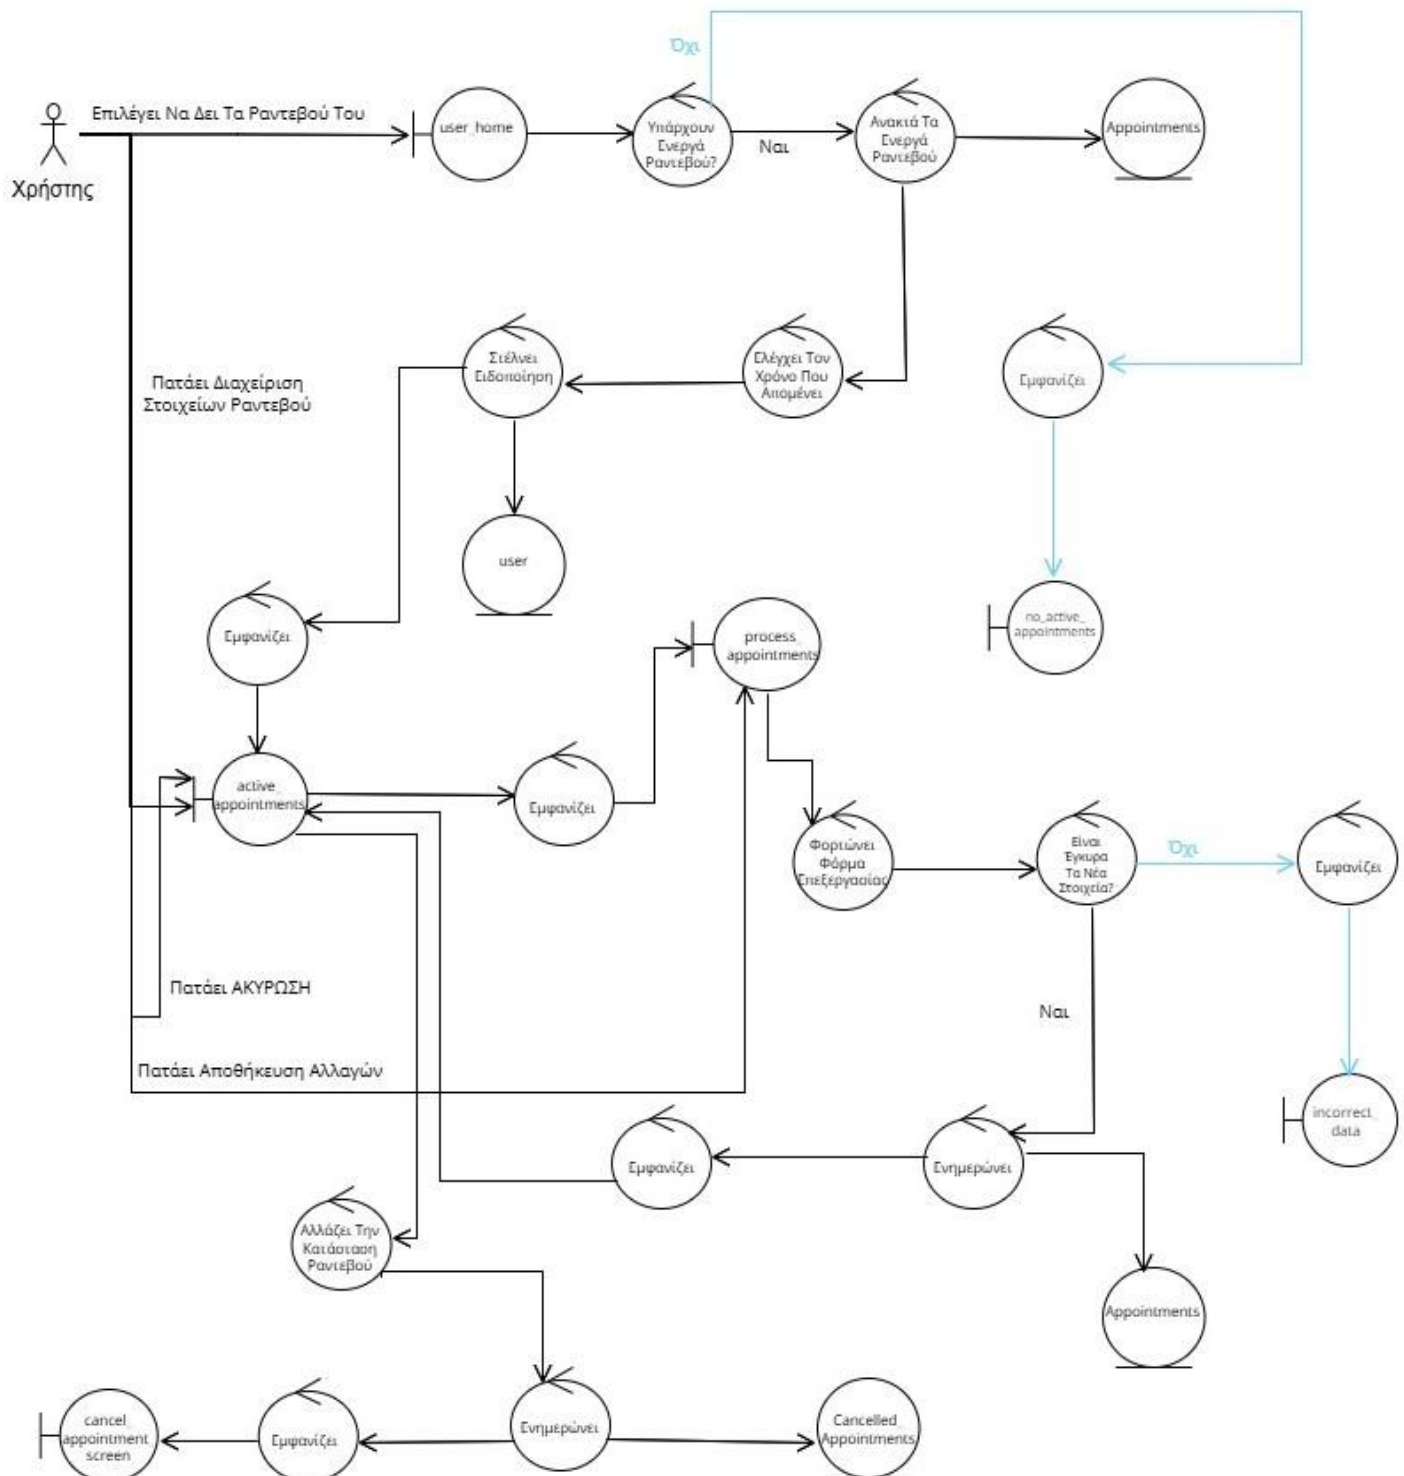 Όχι
Επιλέγει Να Δει Τα Ραντεβού Του
Χρήστης
user_home
Υπάρχουν
Ενεργά
Ραντεβού?
Ναι
Ανακτά Τα
Ενεργά
Ραντεβού
Appointments
Πατάει Διαχείριση
Στοιχείων Ραντεβού
Στέλνει
Ειδοποίηση
Ελέγχει Τον
Χρόνο Που
Απομένει
Εμφανίζει
user
no_active_
appointments
Εμφανίζει
process_
appointments
active_
appointments
Εμφανίζει
Φορτώνει
Φόρμα
Επεξεργασίας
Είναι
Έγκυρα
Τα Νέα
Στοιχεία?
Όχι
Εμφανίζει
Πατάει ΑΚΥΡΩΣΗ
Ναι
Πατάει Αποθήκευση Αλλαγών
incorrect_
data
Εμφανίζει
Ενημερώνει
Αλλάζει Την
Κατάσταση
Ραντεβού
Appointments
cancel_
appointment_
screen
Εμφανίζει
Ενημερώνει
Cancelled_
Appointments